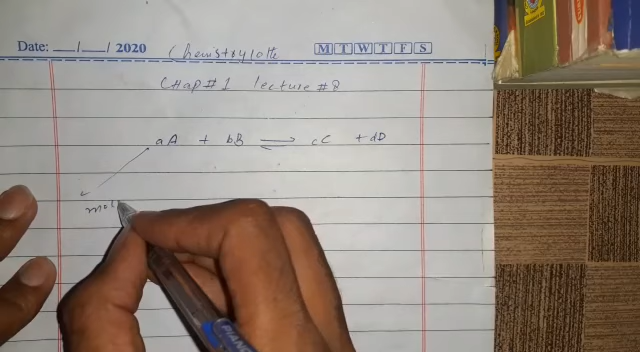 Date: __/__/ 2020 Chemistry 10th M T W T F S
CHap # 1 lecture # 8
aA + bB ⇌ cC + dD